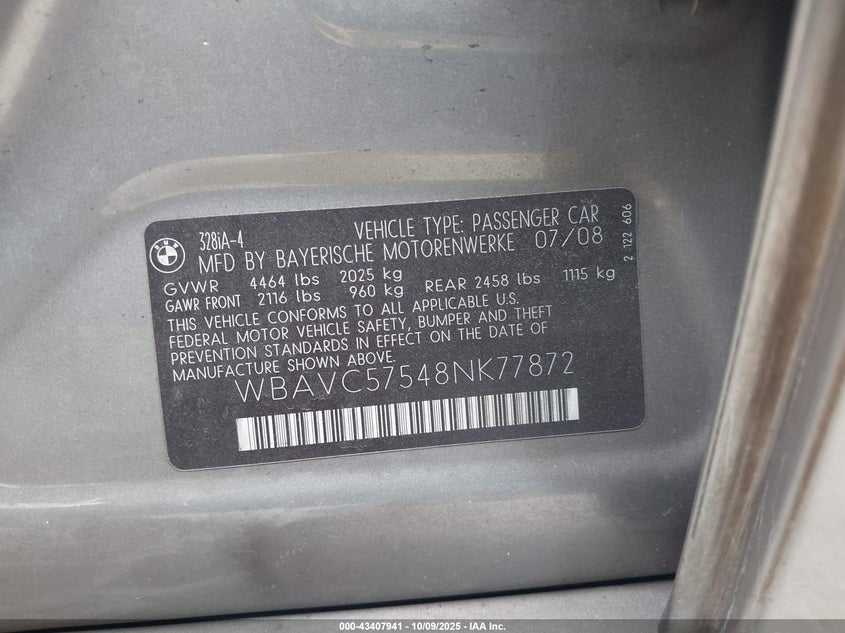 BMW
328iA-4 VEHICLE TYPE: PASSENGER CAR
MFD BY BAYERISCHE MOTORENWERKE 07/08
GVWR 4464 lbs 2025 kg
GAWR FRONT 2116 lbs 960 kg REAR 2458 lbs 1115 kg
THIS VEHICLE CONFORMS TO ALL APPLICABLE U.S.
FEDERAL MOTOR VEHICLE SAFETY, BUMPER AND THEFT
PREVENTION STANDARDS IN EFFECT ON THE DATE OF
MANUFACTURE SHOWN ABOVE.
WBAVC57548NK77872
2 122 606
000-43407941 - 10/09/2025 - IAA Inc.